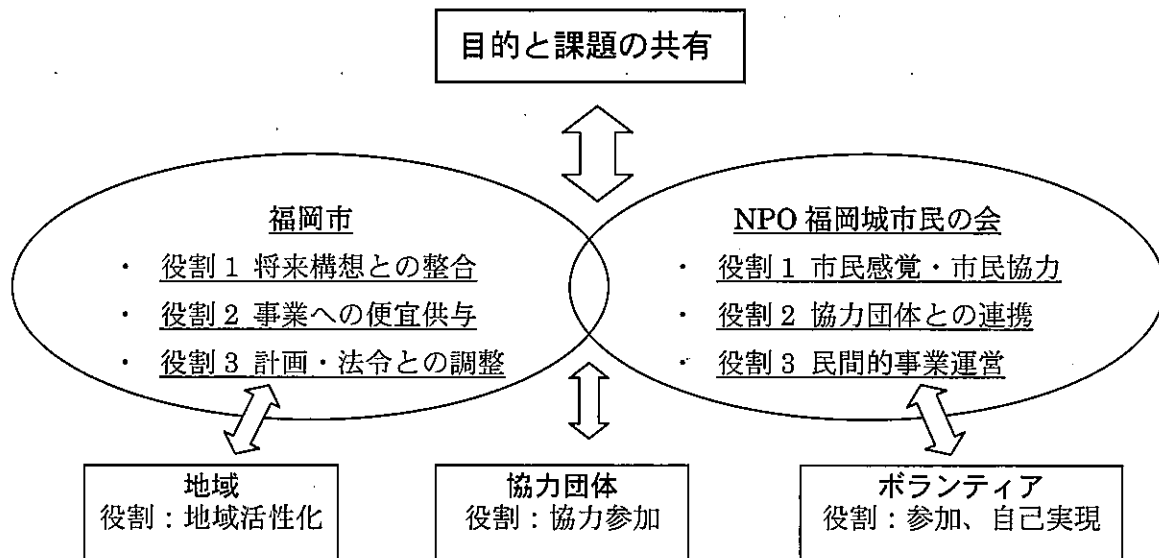 目的と課題の共有
福岡市
・ 役割1 将来構想との整合
・ 役割2 事業への便宜供与
・ 役割3 計画・法令との調整
NPO 福岡城市民の会
・ 役割1 市民感覚・市民協力
・ 役割2 協力団体との連携
・ 役割3 民間的事業運営
地域
役割：地域活性化
協力団体
役割：協力参加
ボランティア
役割：参加、自己実現